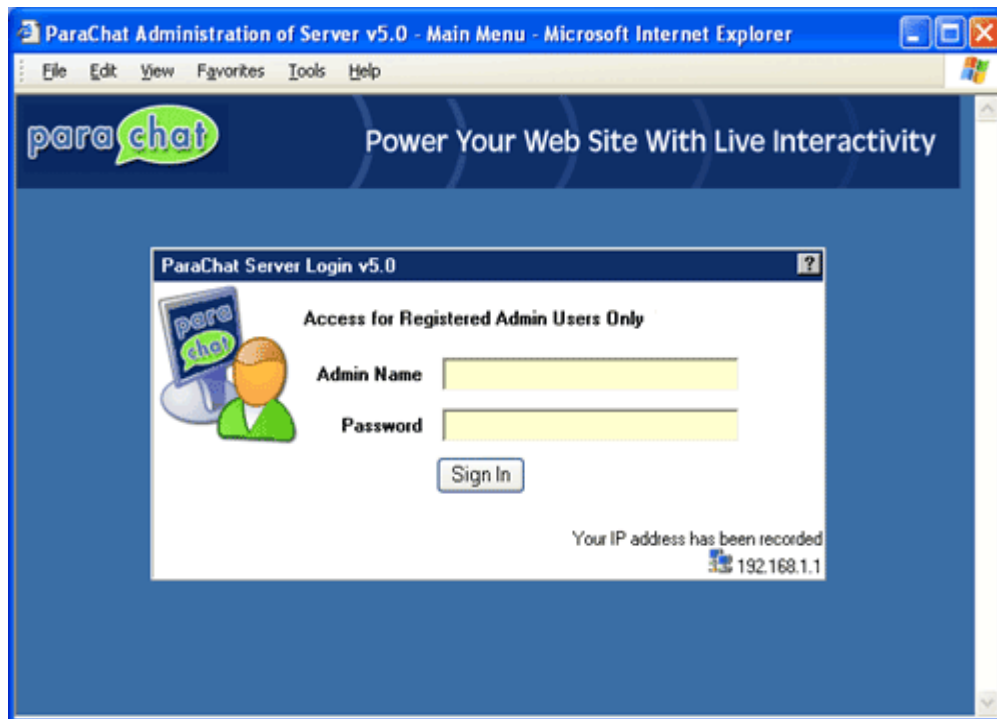 ParaChat Administration of Server v5.0 - Main Menu - Microsoft Internet Explorer
File Edit View Favorites Tools Help
para chat Power Your Web Site With Live Interactivity
ParaChat Server Login v5.0 ?
para
chat
Access for Registered Admin Users Only
Admin Name
Password
Sign In
Your IP address has been recorded
192.168.1.1